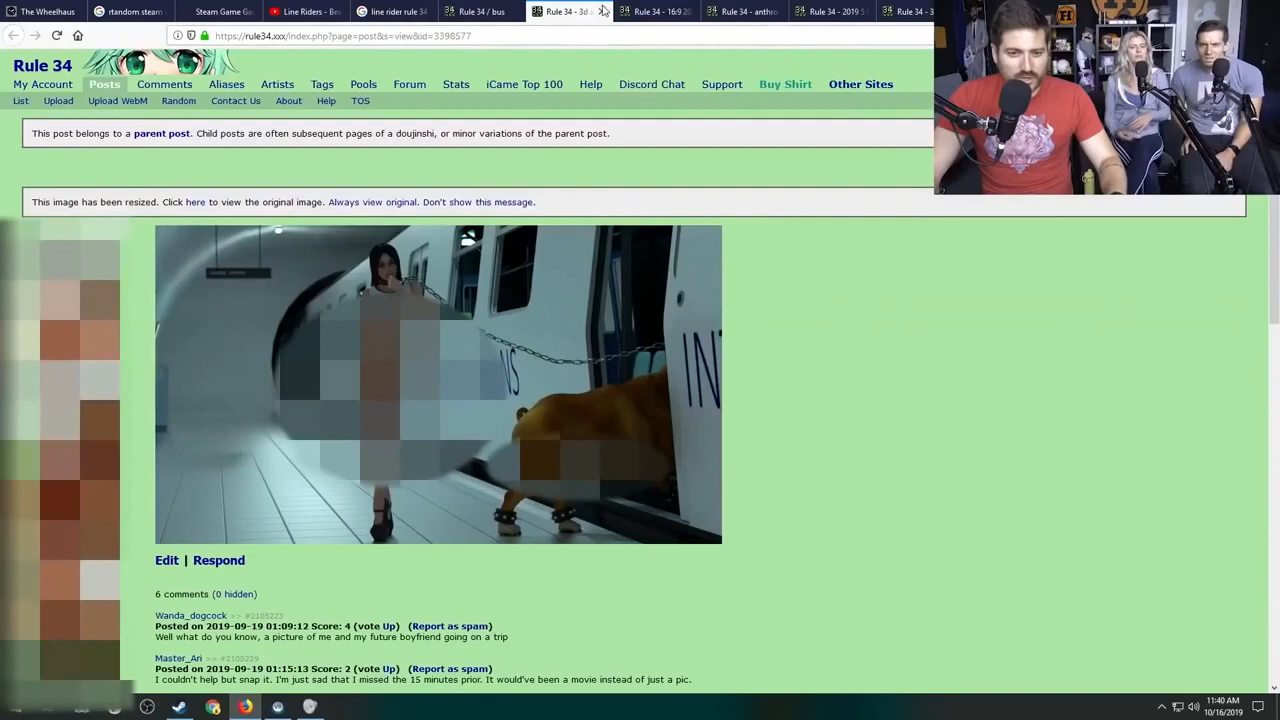 The Wheelhaus
rtandom steam
Steam Game Ga
Line Riders - Be
line rider rule 34
Rule 34 / bus
Rule 34 - 3d
Rule 34 - 16:9 20
Rule 34 - anthro
Rule 34 - 2019 5
Rule 34 - 3
https://rule34.xxx/index.php?page=post&s=view&id=3398577
Rule 34
My Account Posts Comments Aliases Artists Tags Pools Forum Stats iCame Top 100 Help Discord Chat Support Buy Shirt Other Sites
List Upload Upload WebM Random Contact Us About Help TOS
This post belongs to a parent post. Child posts are often subsequent pages of a doujinshi, or minor variations of the parent post.
This image has been resized. Click here to view the original image. Always view original. Don't show this message.
NS
IN
Edit | Respond
6 comments (0 hidden)
Wanda_dogcock >> #2105223
Posted on 2019-09-19 01:09:12 Score: 4 (vote Up) (Report as spam)
Well what do you know, a picture of me and my future boyfriend going on a trip
Master_Ari >> #2105229
Posted on 2019-09-19 01:15:13 Score: 2 (vote Up) (Report as spam)
I couldn't help but snap it. I'm just sad that I missed the 15 minutes prior. It would've been a movie instead of just a pic.
11:40 AM
10/16/2019